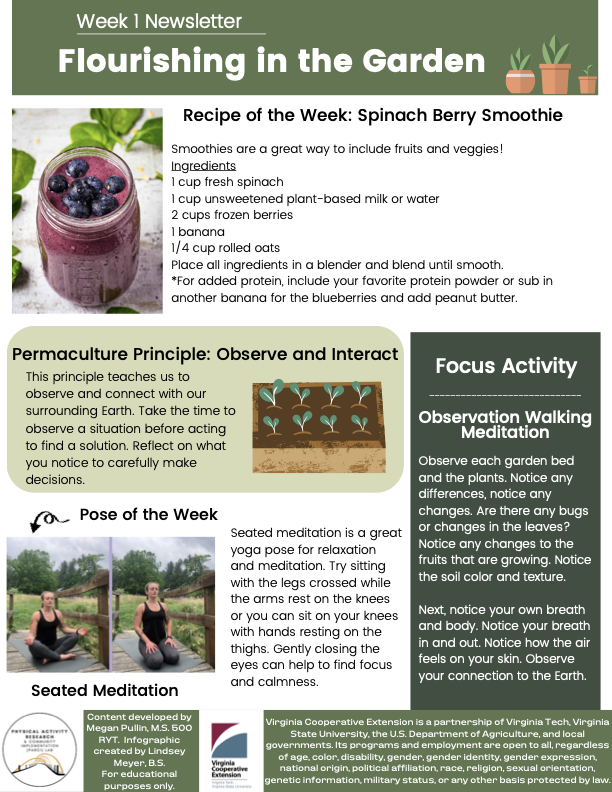 Week 1 Newsletter
Flourishing in the Garden
Recipe of the Week: Spinach Berry Smoothie
Smoothies are a great way to include fruits and veggies!
Ingredients
1 cup fresh spinach
1 cup unsweetened plant-based milk or water
2 cups frozen berries
1 banana
1/4 cup rolled oats
Place all ingredients in a blender and blend until smooth.
*For added protein, include your favorite protein powder or sub in
another banana for the blueberries and add peanut butter.
Permaculture Principle: Observe and Interact
This principle teaches us to
observe and connect with our
surrounding Earth. Take the time to
observe a situation before acting
to find a solution. Reflect on what
you notice to carefully make
decisions.
Pose of the Week
Seated meditation is a great
yoga pose for relaxation
and meditation. Try sitting
with the legs crossed while
the arms rest on the knees
or you can sit on your knees
with hands resting on the
thighs. Gently closing the
eyes can help to find focus
and calmness.
Seated Meditation
Focus Activity
------------------------------
Observation Walking
Meditation
Observe each garden bed
and the plants. Notice any
differences, notice any
changes. Are there any bugs
or changes in the leaves?
Notice any changes to the
fruits that are growing. Notice
the soil color and texture.
Next, notice your own breath
and body. Notice your breath
in and out. Notice how the air
feels on your skin. Observe
your connection to the Earth.
PHYSICAL ACTIVITY
RESEARCH
& COMMUNITY
IMPLEMENTATION
(PARCI) LAB
Content developed by
Megan Pullin, M.S. 500
RYT. Infographic
created by Lindsey
Meyer, B.S.
For educational
purposes only.
Virginia
Cooperative
Extension
Virginia Tech
Virginia State University
Virginia Cooperative Extension is a partnership of Virginia Tech, Virginia
State University, the U.S. Department of Agriculture, and local
governments. Its programs and employment are open to all, regardless
of age, color, disability, gender, gender identity, gender expression,
national origin, political affiliation, race, religion, sexual orientation,
genetic information, military status, or any other basis protected by law.